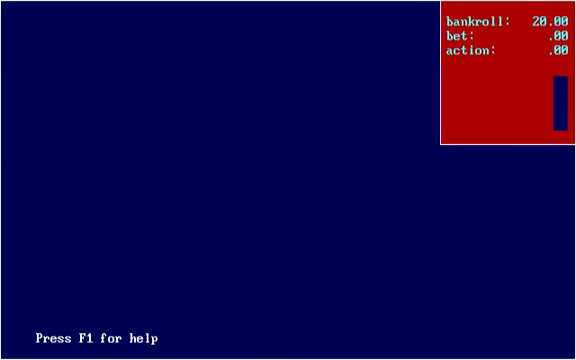 bankroll: 20.00
bet: .00
action: .00
Press F1 for help